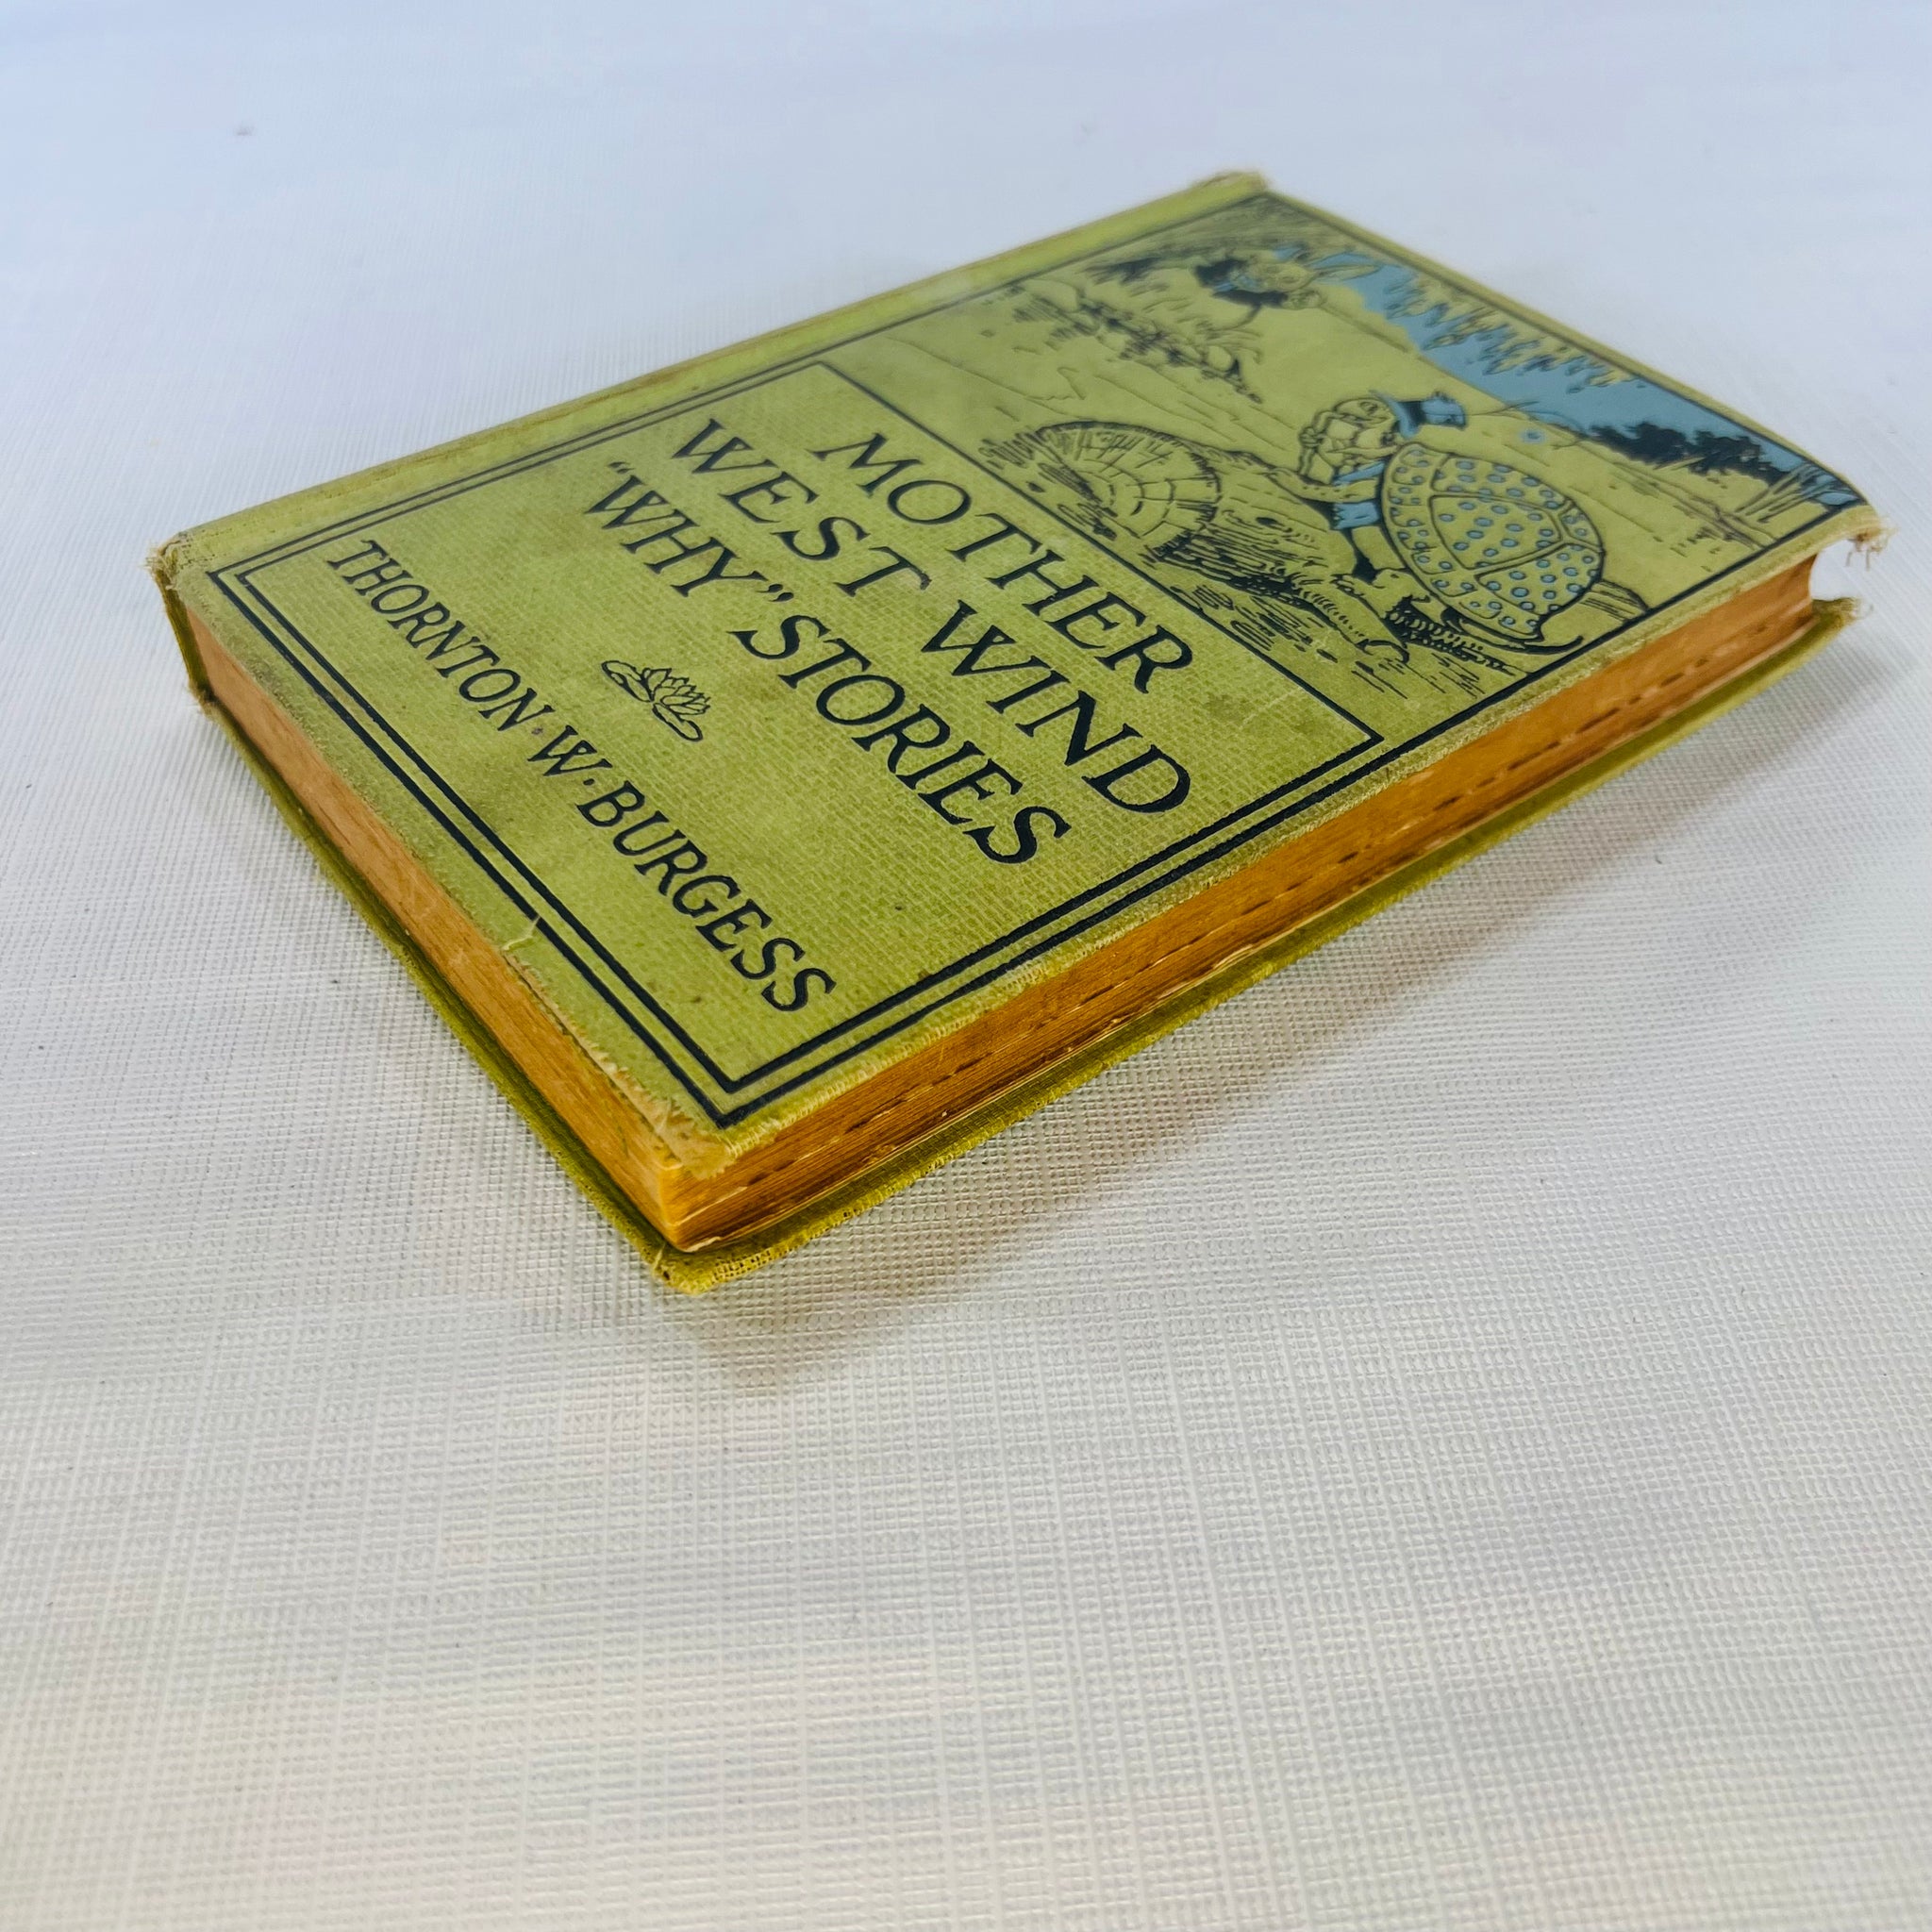 MOTHER
WEST WIND
"WHY" STORIES
THORNTON·W·BURGESS